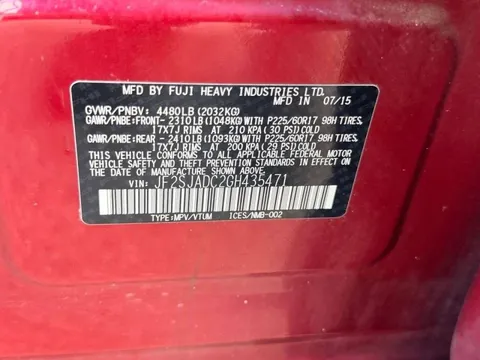 MFD BY FUJI HEAVY INDUSTRIES LTD.
MFD IN 07/15
GVWR/PNBV: 4480LB(2032KG)
GAWR/PNBE:FRONT-2310LB(1048KG)WITH P225/60R17 98H TIRES,
17X7J RIMS AT 210 KPA(30 PSI)COLD
GAWR/PNBE:REAR -2410LB(1093KG)WITH P225/60R17 98H TIRES,
17X7J RIMS AT 200 KPA(29 PSI)COLD
THIS VEHICLE CONFORMS TO ALL APPLICABLE FEDERAL MOTOR
VEHICLE SAFETY AND THEFT PREVENTION STANDARDS IN EFFECT
ON THE DATE OF MANUFACTURE SHOWN ABOVE.
VIN: JF2SJADC2GH435471
TYPE:MPV/VTUM ICES/NMB-002